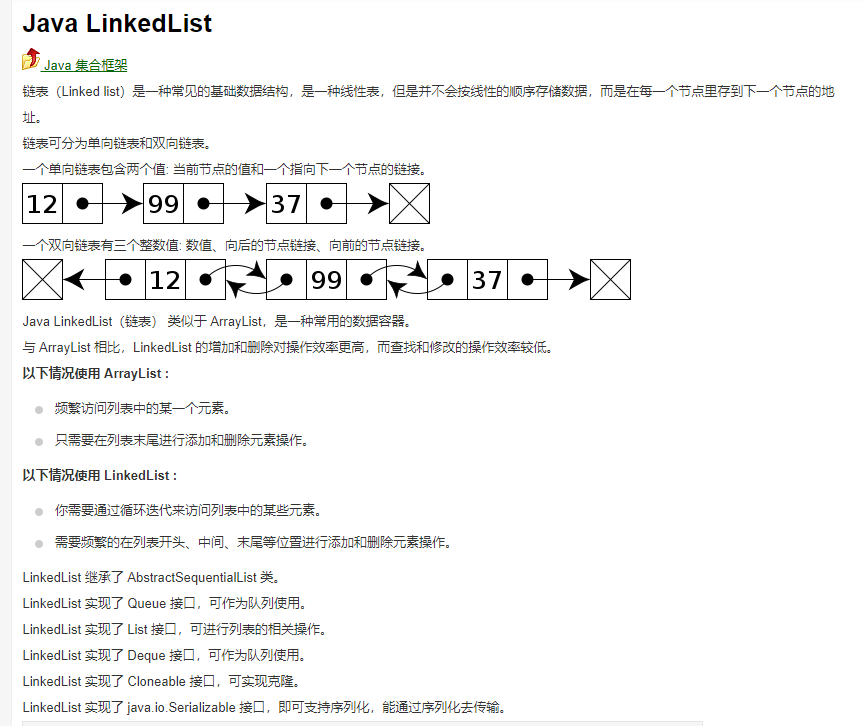 Java LinkedList
Java 集合框架
链表（Linked list）是一种常见的基础数据结构，是一种线性表，但是并不会按线性的顺序存储数据，而是在每一个节点里存到下一个节点的地
址。
链表可分为单向链表和双向链表。
一个单向链表包含两个值: 当前节点的值和一个指向下一个节点的链接。
12 99 37
一个双向链表有三个整数值: 数值、向后的节点链接、向前的节点链接。
12 99 37
Java LinkedList（链表） 类似于 ArrayList，是一种常用的数据容器。
与 ArrayList 相比，LinkedList 的增加和删除对操作效率更高，而查找和修改的操作效率较低。
以下情况使用 ArrayList :
频繁访问列表中的某一个元素。
只需要在列表末尾进行添加和删除元素操作。
以下情况使用 LinkedList :
你需要通过循环迭代来访问列表中的某些元素。
需要频繁的在列表开头、中间、末尾等位置进行添加和删除元素操作。
LinkedList 继承了 AbstractSequentialList 类。
LinkedList 实现了 Queue 接口，可作为队列使用。
LinkedList 实现了 List 接口，可进行列表的相关操作。
LinkedList 实现了 Deque 接口，可作为队列使用。
LinkedList 实现了 Cloneable 接口，可实现克隆。
LinkedList 实现了 java.io.Serializable 接口，即可支持序列化，能通过序列化去传输。